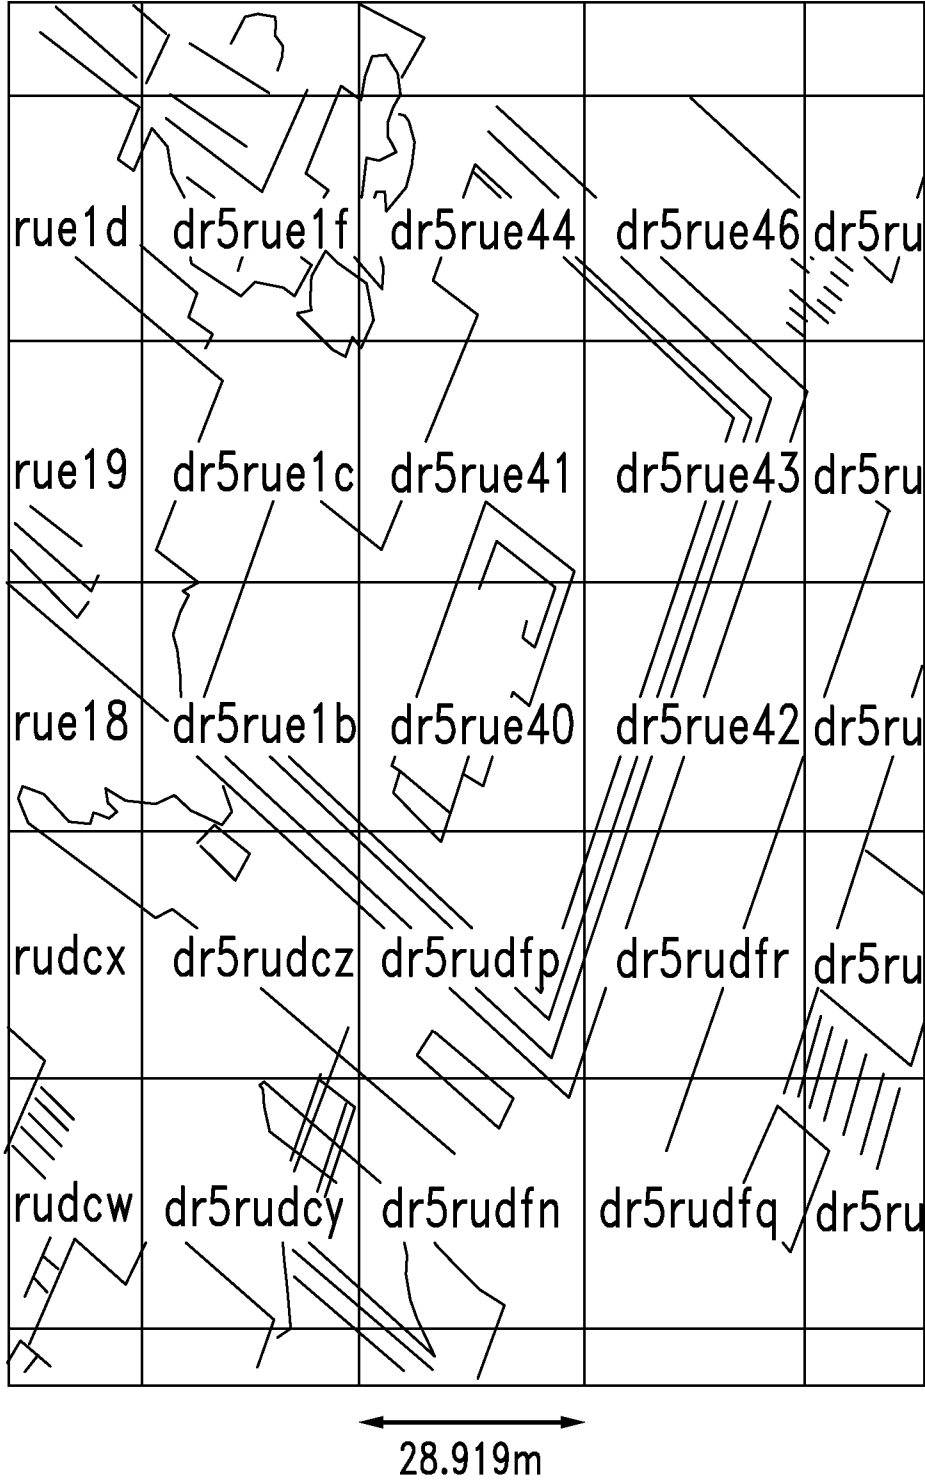 rue1d dr5rue1f dr5rue44 dr5rue46 dr5ru
rue19 dr5rue1c dr5rue41 dr5rue43 dr5ru
rue18 dr5rue1b dr5rue40 dr5rue42 dr5ru
rudcx dr5rudcz dr5rudfp dr5rudfr dr5ru
rudcw dr5rudcy dr5rudfn dr5rudfq dr5ru
28.919m